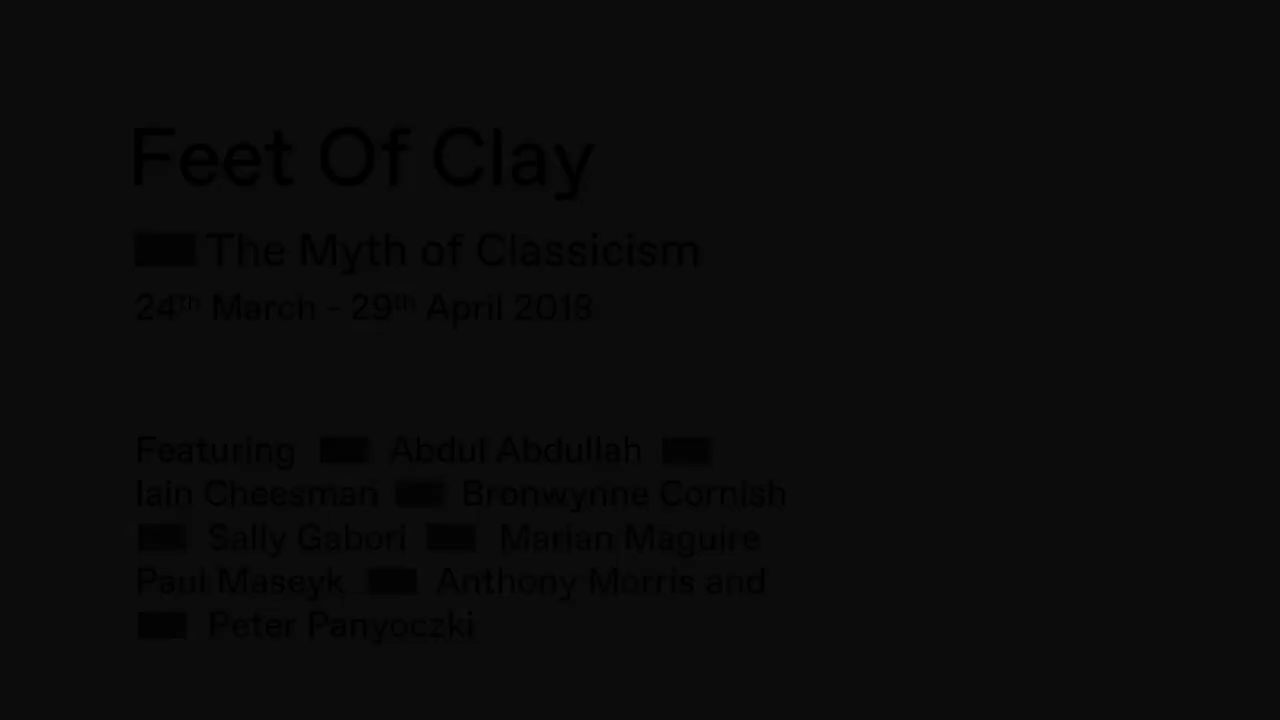 Feet Of Clay
The Myth of Classicism
24th March - 29th April 2018
Featuring Abdul Abdullah
Iain Cheesman Bronwynne Cornish
Sally Gabori Marian Maguire
Paul Maseyk Anthony Morris and
Peter Panyoczki